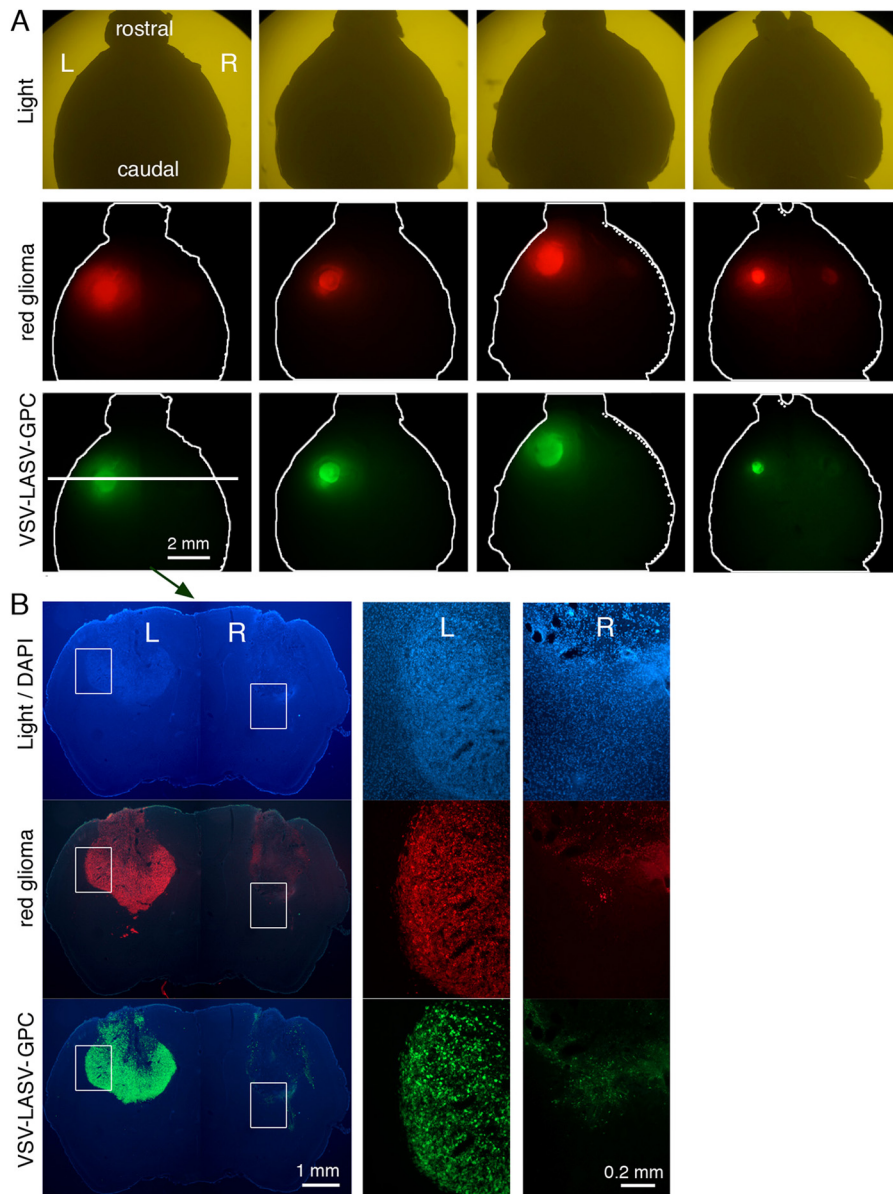 A
rostral
L R
caudal
Light
red glioma
VSV-LASV-GPC
2 mm
B
L R L R
Light / DAPI
red glioma
VSV-LASV-GPC
1 mm 0.2 mm